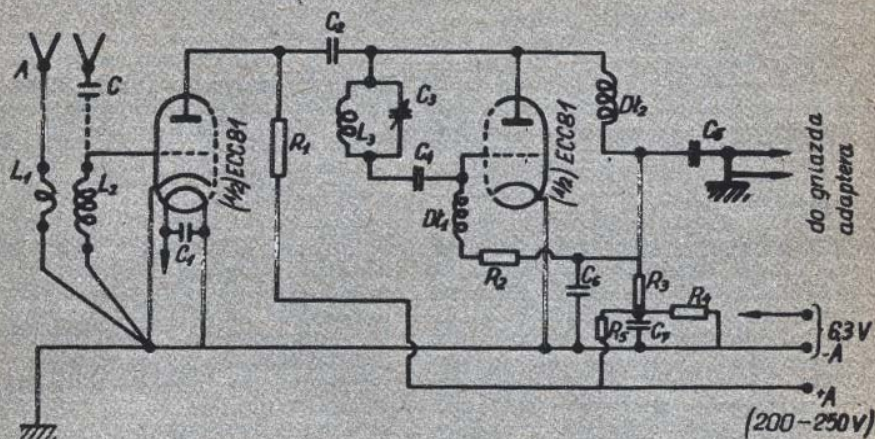 A
C
L1
L2
(1/2) ECC81
C1
R1
C2
L3
C3
C4
Dł1
R2
(1/2) ECC81
Dł2
C5
C6
R3
R4
R5
C7
do gniazda
adaptera
6,3 V
-A
+A
(200-250V)